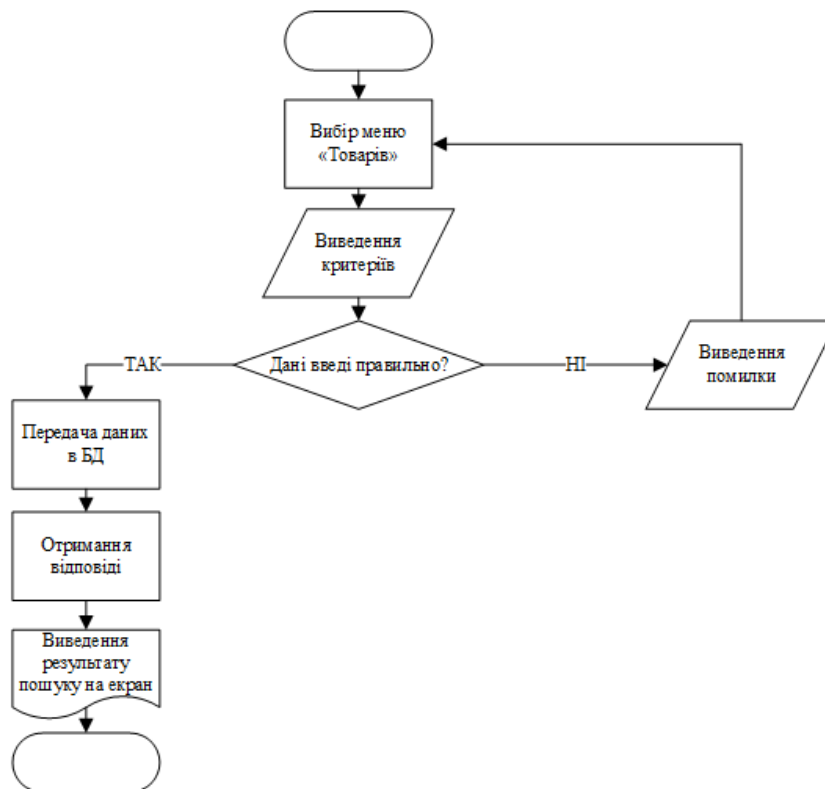 Вибір меню
«Товарів»
Виведення
критеріїв
Дані введі правильно?
ТАК
НІ
Виведення
помилки
Передача даних
в БД
Отримання
відповіді
Виведення
результату
пошуку на екран